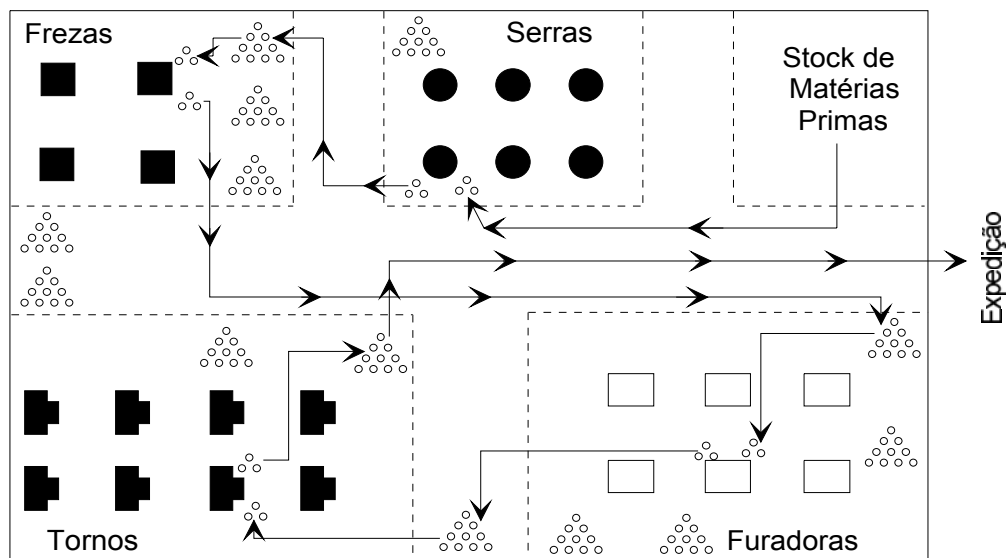 Frezas
Serras
Stock de
Matérias
Primas
Expedição
Tornos
Furadoras